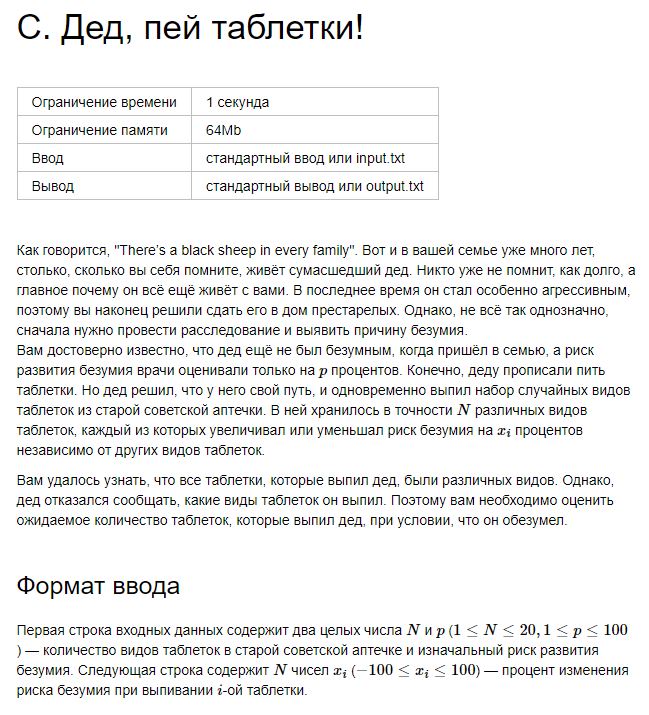 С. Дед, пей таблетки!
Ограничение времени 1 секунда
Ограничение памяти 64Mb
Ввод стандартный ввод или input.txt
Вывод стандартный вывод или output.txt
Как говорится, "There's a black sheep in every family". Вот и в вашей семье уже много лет,
столько, сколько вы себя помните, живёт сумасшедший дед. Никто уже не помнит, как долго, а
главное почему он всё ещё живёт с вами. В последнее время он стал особенно агрессивным,
поэтому вы наконец решили сдать его в дом престарелых. Однако, не всё так однозначно,
сначала нужно провести расследование и выявить причину безумия.
Вам достоверно известно, что дед ещё не был безумным, когда пришёл в семью, а риск
развития безумия врачи оценивали только на p процентов. Конечно, деду прописали пить
таблетки. Но дед решил, что у него свой путь, и одновременно выпил набор случайных видов
таблеток из старой советской аптечки. В ней хранилось в точности N различных видов
таблеток, каждый из которых увеличивал или уменьшал риск безумия на xᵢ процентов
независимо от других видов таблеток.
Вам удалось узнать, что все таблетки, которые выпил дед, были различных видов. Однако,
дед отказался сообщать, какие виды таблеток он выпил. Поэтому вам необходимо оценить
ожидаемое количество таблеток, которые выпил дед, при условии, что он обезумел.
Формат ввода
Первая строка входных данных содержит два целых числа N и p (1 ≤ N ≤ 20, 1 ≤ p ≤ 100
) — количество видов таблеток в старой советской аптечке и изначальный риск развития
безумия. Следующая строка содержит N чисел xᵢ (−100 ≤ xᵢ ≤ 100) — процент изменения
риска безумия при выпивании i-ой таблетки.